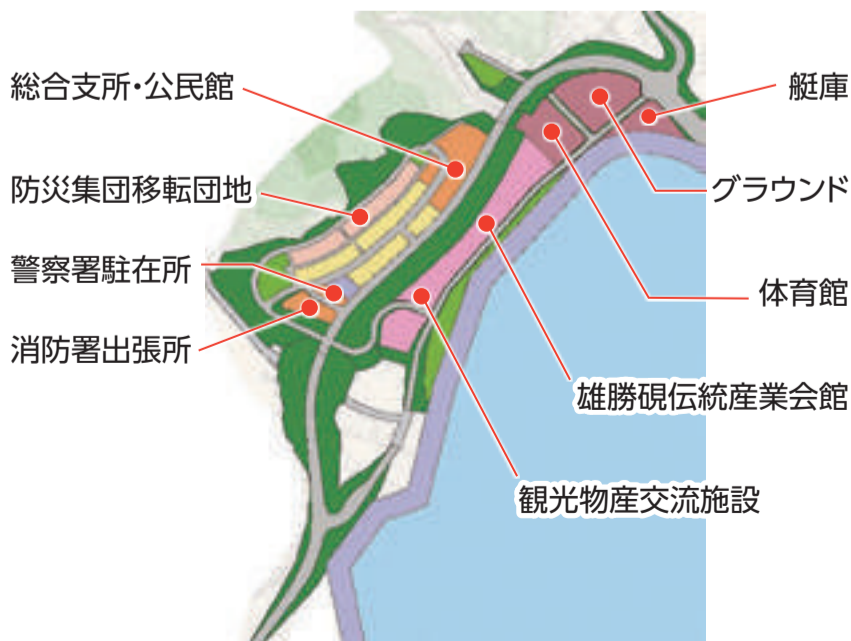 総合支所・公民館
防災集団移転団地
警察署駐在所
消防署出張所
艇庫
グラウンド
体育館
雄勝硯伝統産業会館
観光物産交流施設